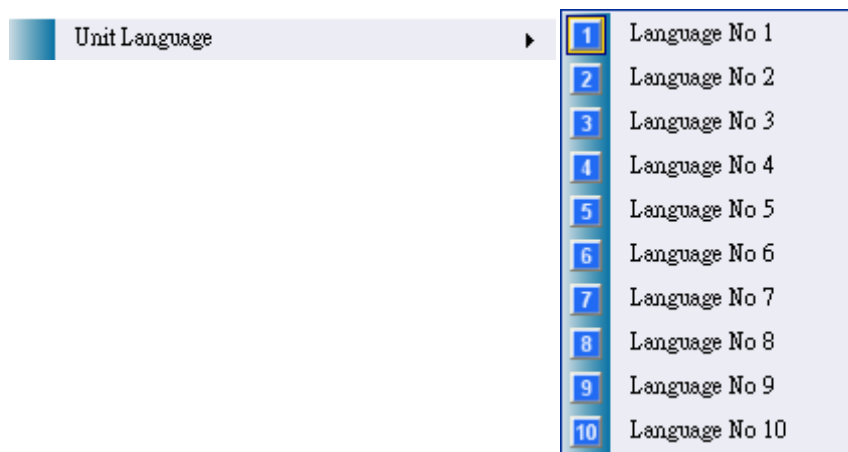 Unit Language
1 Language No 1
2 Language No 2
3 Language No 3
4 Language No 4
5 Language No 5
6 Language No 6
7 Language No 7
8 Language No 8
9 Language No 9
10 Language No 10